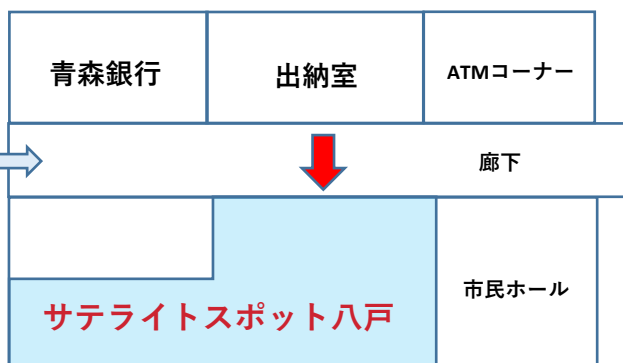 青森銀行
出納室
ATMコーナー
廊下
サテライトスポット八戸
市民ホール